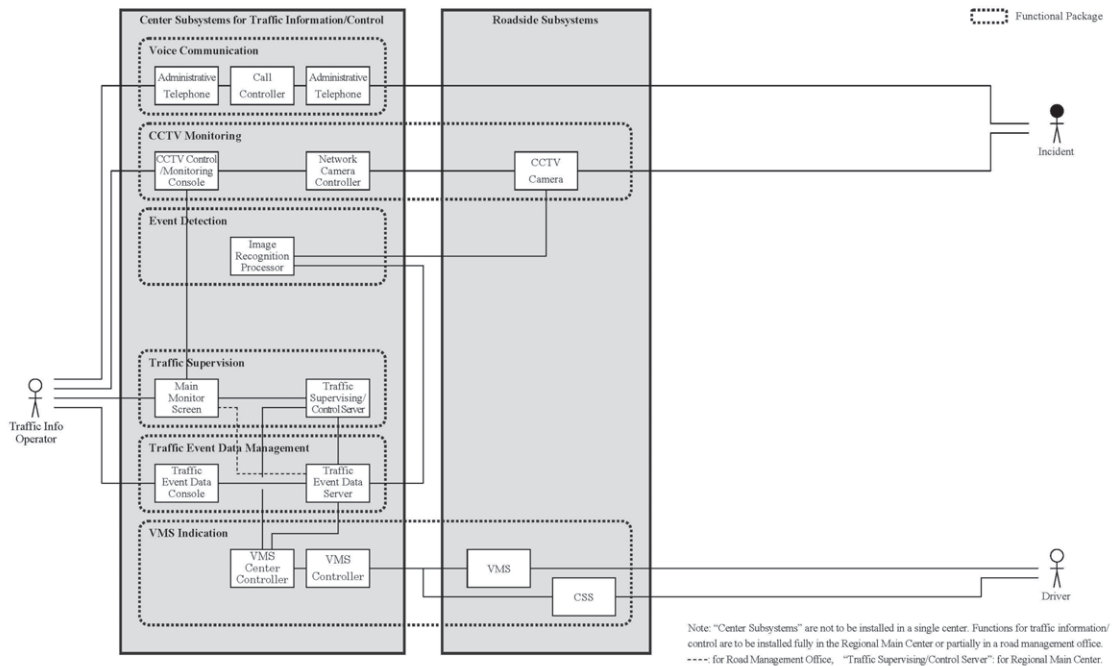 Center Subsystems for Traffic Information/Control
Roadside Subsystems
Functional Package
Voice Communication
Administrative
Telephone
Call
Controller
Administrative
Telephone
CCTV Monitoring
CCTV Control
/Monitoring
Console
Network
Camera
Controller
CCTV
Camera
Incident
Event Detection
Image
Recognition
Processor
Traffic Supervision
Main
Monitor
Screen
Traffic
Supervising/
Control Server
Traffic Info
Operator
Traffic Event Data Management
Traffic
Event Data
Console
Traffic
Event Data
Server
VMS Indication
VMS
Center
Controller
VMS
Controller
VMS
CSS
Driver
Note: “Center Subsystems” are not to be installed in a single center. Functions for traffic information/
control are to be installed fully in the Regional Main Center or partially in a road management office.
----: for Road Management Office, “Traffic Supervising/Control Server”: for Regional Main Center.